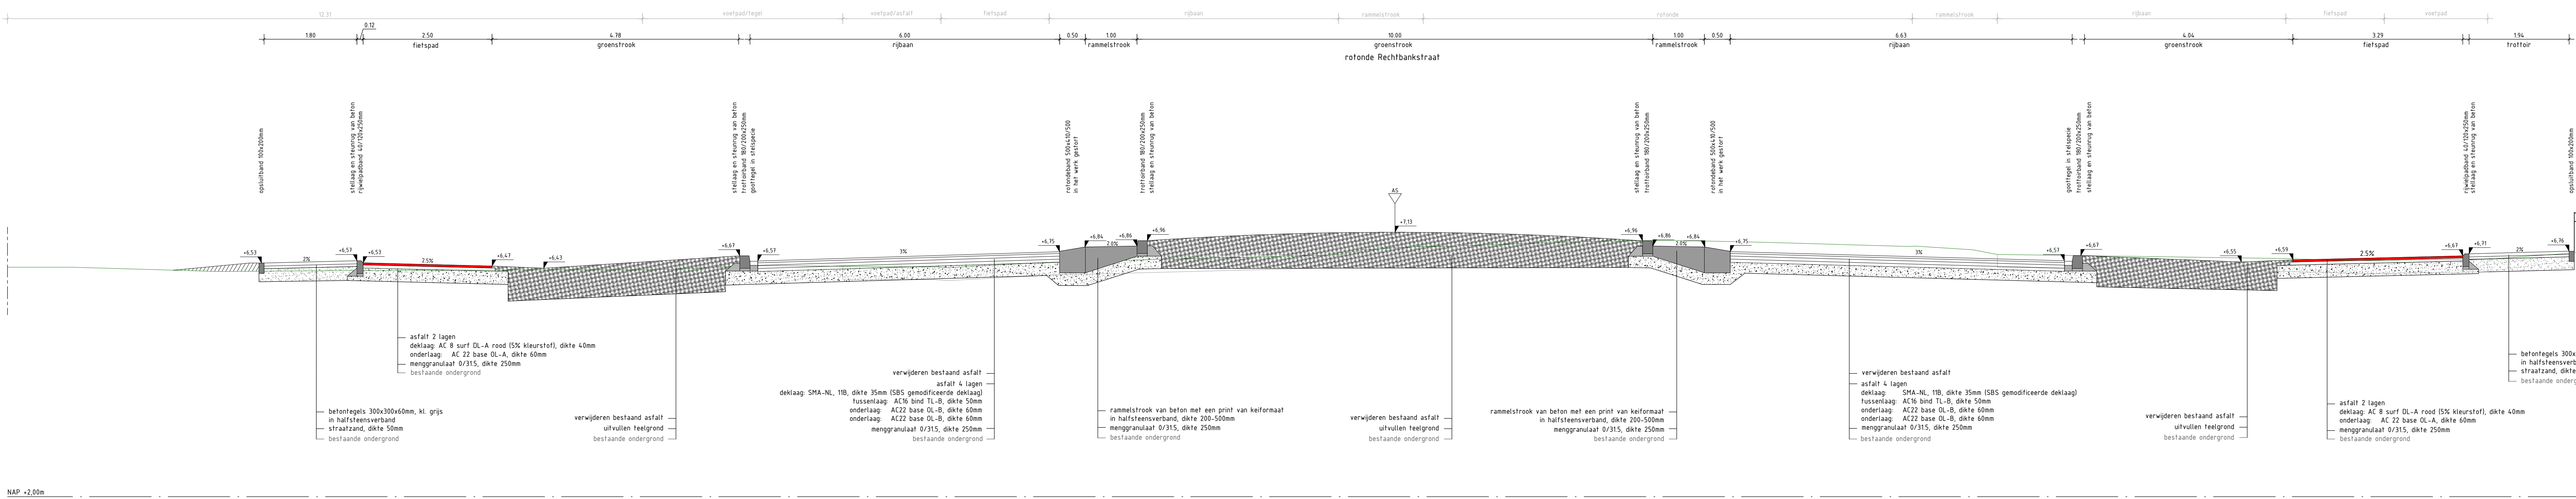 12.31
voetpad/tegel
voetpad/asfalt
fietspad
rijbaan
rammelstrook
rotonde
rammelstrook
rijbaan
fietspad
voetpad
0.12
1.80
2.50
4.78
6.00
0.50
1.00
10.00
1.00
0.50
6.63
4.04
3.29
1.94
fietspad
groenstrook
rijbaan
rammelstrook
groenstrook
rammelstrook
rijbaan
groenstrook
fietspad
trottoir
rotonde Rechtbankstraat
opsluitband 100x200mm
stellaag en steunrug van beton
rijwielpadband 40/120x250mm
stellaag en steunrug van beton
trottoirband 180/200x250mm
goottegel in stelspecie
rotondeband 500x410/500
in het werk gestort
trottoirband 180/200x250mm
stellaag en steunrug van beton
stellaag en steunrug van beton
trottoirband 180/200x250mm
rotondeband 500x410/500
in het werk gestort
goottegel in stelspecie
trottoirband 180/200x250mm
stellaag en steunrug van beton
rijwielpadband 40/120x250mm
stellaag en steunrug van beton
opsluitband 100x200mm
AS
+6,53
2%
+6,57
+6,53
2.5%
+6,47
+6,43
+6,67
+6,57
3%
+6,75
+6,84
2.0%
+6,86
+6,96
+7,13
+6,96
+6,86
2.0%
+6,84
+6,75
3%
+6,57
+6,67
+6,55
+6,59
2.5%
+6,67
+6,71
2%
+6,76
asfalt 2 lagen
deklaag: AC 8 surf DL-A rood (5% kleurstof), dikte 40mm
onderlaag: AC 22 base OL-A, dikte 60mm
menggranulaat 0/31.5, dikte 250mm
bestaande ondergrond
betontegels 300x300x60mm, kl. grijs
in halfsteensverband
straatzand, dikte 50mm
bestaande ondergrond
verwijderen bestaand asfalt
uitvullen teelgrond
bestaande ondergrond
verwijderen bestaand asfalt
asfalt 4 lagen
deklaag: SMA-NL, 11B, dikte 35mm (SBS gemodificeerde deklaag)
tussenlaag: AC16 bind TL-B, dikte 50mm
onderlaag: AC22 base OL-B, dikte 60mm
onderlaag: AC22 base OL-B, dikte 60mm
menggranulaat 0/31.5, dikte 250mm
bestaande ondergrond
rammelstrook van beton met een print van keiformaat
in halfsteensverband, dikte 200-500mm
menggranulaat 0/31.5, dikte 250mm
bestaande ondergrond
verwijderen bestaand asfalt
uitvullen teelgrond
bestaande ondergrond
rammelstrook van beton met een print van keiformaat
in halfsteensverband, dikte 200-500mm
menggranulaat 0/31.5, dikte 250mm
bestaande ondergrond
verwijderen bestaand asfalt
asfalt 4 lagen
deklaag: SMA-NL, 11B, dikte 35mm (SBS gemodificeerde deklaag)
tussenlaag: AC16 bind TL-B, dikte 50mm
onderlaag: AC22 base OL-B, dikte 60mm
onderlaag: AC22 base OL-B, dikte 60mm
menggranulaat 0/31.5, dikte 250mm
bestaande ondergrond
verwijderen bestaand asfalt
uitvullen teelgrond
bestaande ondergrond
asfalt 2 lagen
deklaag: AC 8 surf DL-A rood (5% kleurstof), dikte 40mm
onderlaag: AC 22 base OL-A, dikte 60mm
menggranulaat 0/31.5, dikte 250mm
bestaande ondergrond
betontegels 300x
in halfsteensverb
straatzand, dikte
bestaande ondergr
NAP +2,00m